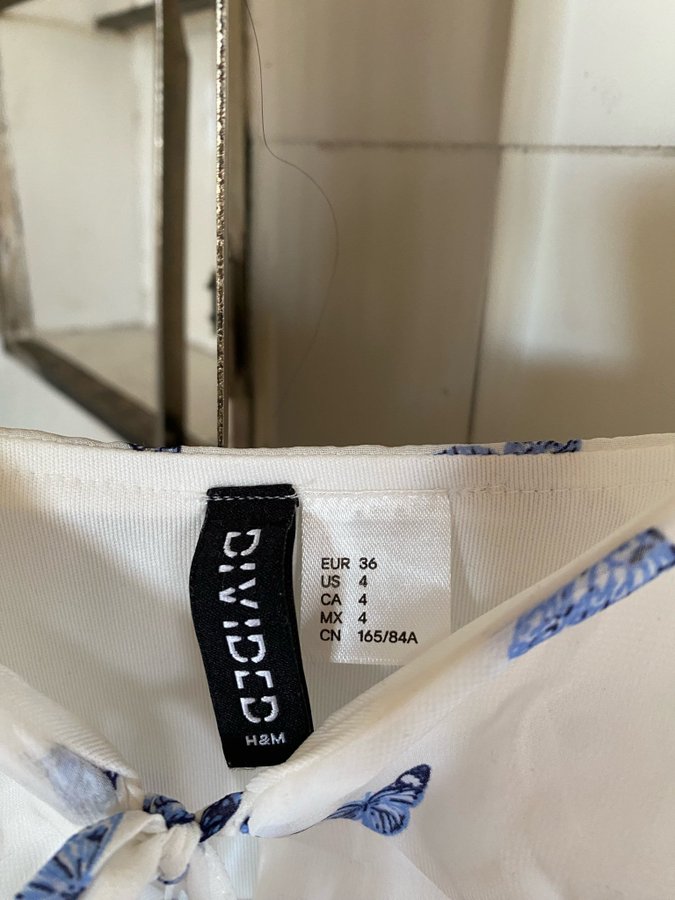 DIVIDED
H&M
EUR 36
US 4
CA 4
MX 4
CN 165/84A